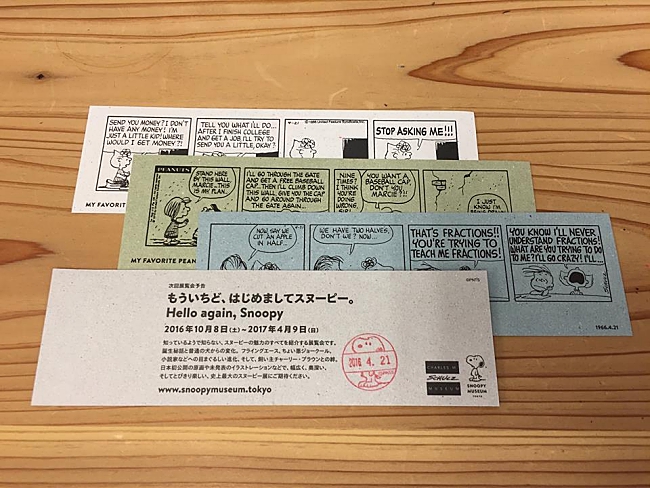 SEND YOU MONEY?! I DON'T
HAVE ANY MONEY! I'M
JUST A LITTLE KID! WHERE
WOULD I GET MONEY?!
TELL YOU WHAT I'LL DO...
AFTER I FINISH COLLEGE
AND GET A JOB I'LL TRY TO
SEND YOU A LITTLE, OKAY?
STOP ASKING ME!!!
MY FAVORIT
PEANUTS
STAND HERE
BY THIS WALL,
MARCIE...THIS
IS MY PLAN..
I'LL GO THROUGH THE GATE
AND GET A FREE BASEBALL
CAP...THEN I'LL CLIMB DOWN
THIS WALL, GIVE YOU THE CAP
AND GO AROUND THROUGH
THE GATE AGAIN...
NINE
TIMES?
I THINK
YOU'RE
DOING
WRONG,
YOU WANT A
BASEBALL CAP,
DON'T YOU,
MARCIE?!!
I JUST
KNOW I'M
MY FAVORITE PEAN
NOW SAY WE
CUT AN APPLE
IN HALF...
WE HAVE TWO HALVES,
DON'T WE? NOW...
THAT'S FRACTIONS!!
YOU'RE TRYING TO
TEACH ME FRACTIONS!
YOU KNOW I'LL NEVER
UNDERSTAND FRACTIONS!
WHAT ARE YOU TRYING TO DO
TO ME?! I'LL GO CRAZY! I'LL...
1966.4.21
次回展覧会予告
もういちど、はじめましてスヌーピー。
Hello again, Snoopy
2016年10月8日(土)~2017年4月9日(日)
知っているようで知らない、スヌーピーの魅力のすべてを紹介する展覧会です。
誕生秘話と普通の犬からの変化、フライングエース、ちょい悪ジョークール、
小説家などへの目まぐるしい進化、そして、飼い主チャーリー・ブラウンとの絆。
日本初公開の原画や未発表のイラストレーションなどで、幅広く、奥深い、
そしてとびきり楽しい、史上最大のスヌーピー展にご期待ください。
www.snoopymuseum.tokyo
2016 4.21
CHARLES M.
SCHULZ
MUSEUM
SNOOPY
MUSEUM
TOKYO